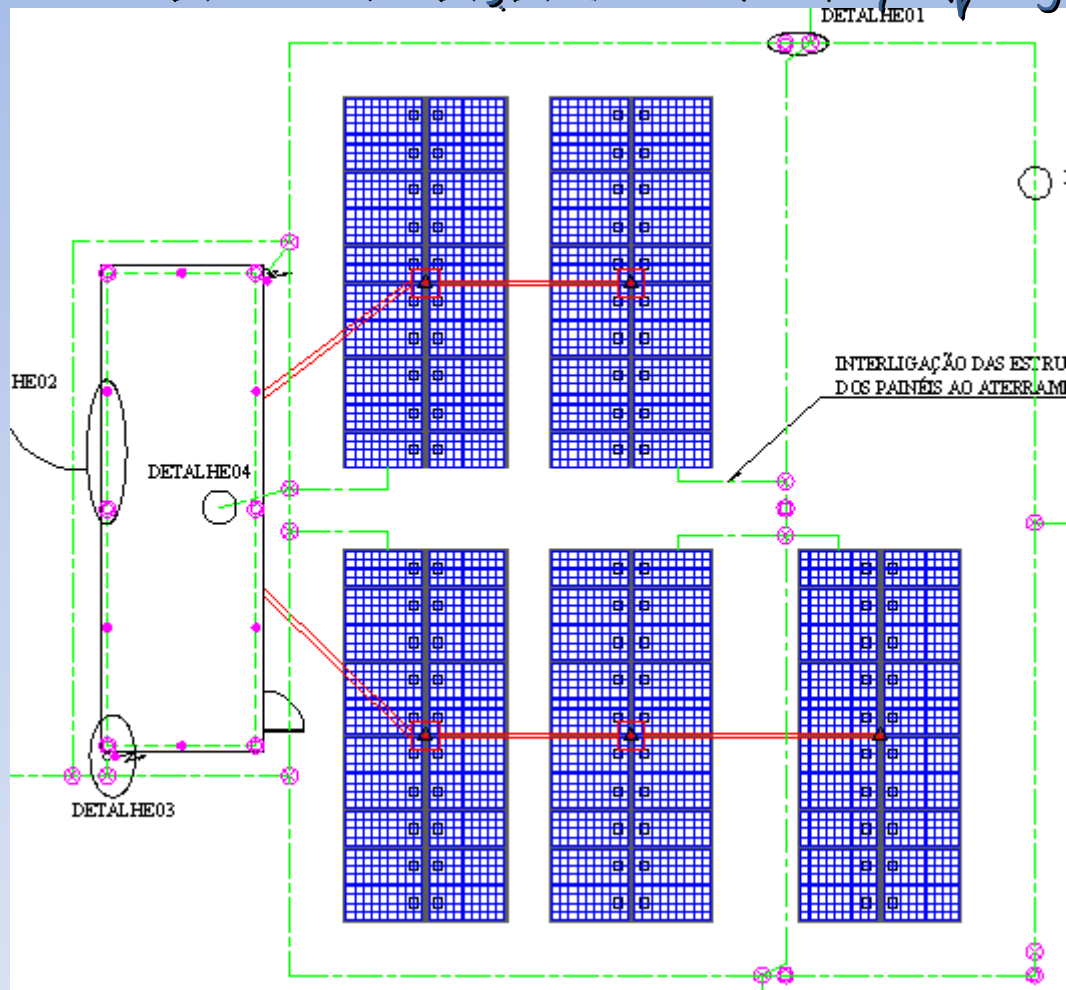 DETALHE01
HE02
INTERLIGAÇÃO DAS ESTRU
DOS PAINÉIS AO ATERRAM
DETALHE04
DETALHE03